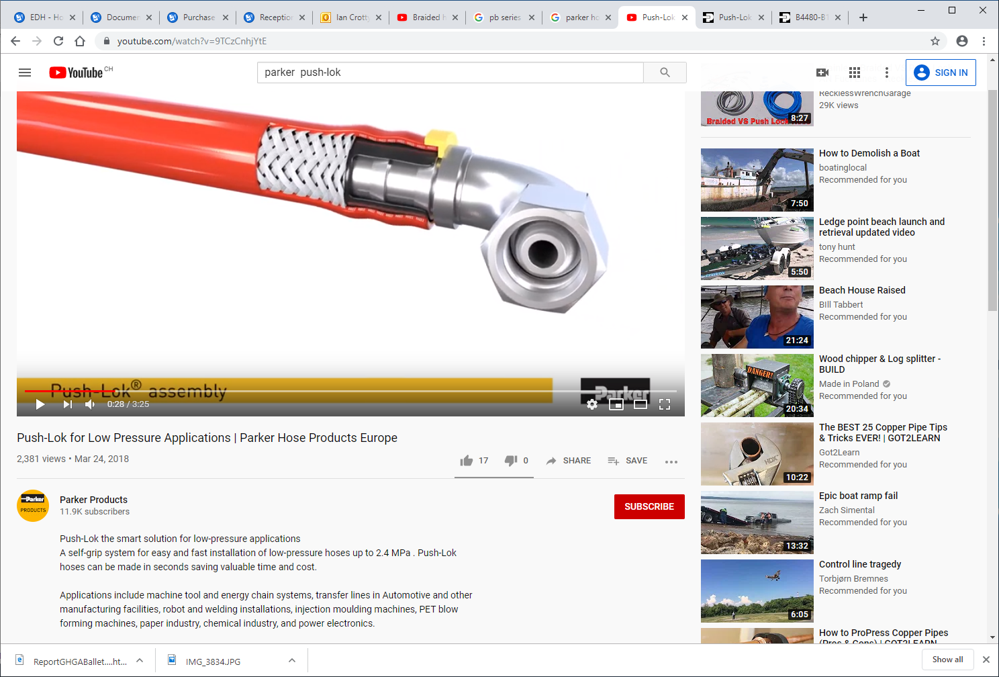 EDH - Ho
Documen
Purchase
Reception
Ian Crotty
Braided h
pb series
parker ho
Push-Lok
Push-Lok
B4480-B1
youtube.com/watch?v=9TCzCnhjYtE
YouTube CH
parker push-lok
SIGN IN
Push-Lok® assembly
Parker
0:28 / 3:25
Push-Lok for Low Pressure Applications | Parker Hose Products Europe
2,381 views • Mar 24, 2018
17
0
SHARE
SAVE
Parker
PRODUCTS
Parker Products
11.9K subscribers
SUBSCRIBE
Push-Lok the smart solution for low-pressure applications
A self-grip system for easy and fast installation of low-pressure hoses up to 2.4 MPa . Push-Lok
hoses can be made in seconds saving valuable time and cost.
Applications include machine tool and energy chain systems, transfer lines in Automotive and other
manufacturing facilities, robot and welding installations, injection moulding machines, PET blow
forming machines, paper industry, chemical industry, and power electronics.
RecklessWrenchGarage
29K views
Braided VS Push Lock
8:27
How to Demolish a Boat
boatinglocal
Recommended for you
7:50
Ledge point beach launch and
retrieval updated video
tony hunt
Recommended for you
5:50
Beach House Raised
BIll Tabbert
Recommended for you
21:24
Wood chipper & Log splitter -
BUILD
Made in Poland
Recommended for you
DANGER!
20:34
The BEST 25 Copper Pipe Tips
& Tricks EVER! | GOT2LEARN
Got2Learn
Recommended for you
HDX
10:22
Epic boat ramp fail
Zach Simental
Recommended for you
13:32
Control line tragedy
Torbjørn Bremnes
Recommended for you
6:05
How to ProPress Copper Pipes
(Pros & Cons) | GOT2LEARN
ReportGHGABallet....ht...
IMG_3834.JPG
Show all